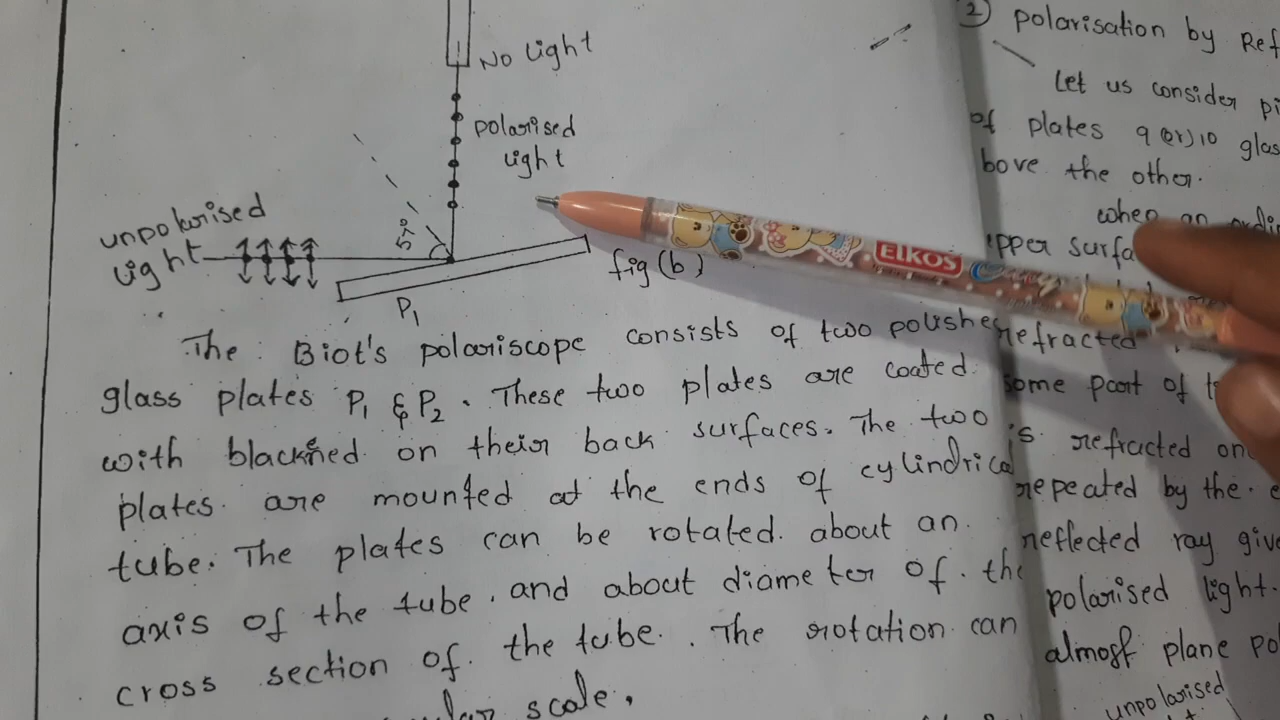 No light
polarised
light
unpolarised
light
57°
P1
fig(b)
The Biot's polariscope consists of two polishe
glass plates P1 & P2. These two plates are coated
with blackned on their back surfaces. The two
plates are mounted at the ends of cylindrical
tube. The plates can be rotated about an
axis of the tube. and about diameter of the
cross section of the tube. The rotation can
scale.
2 polarisation by Ref
Let us consider pi
of plates 9 (or) 10 glas
bove the other.
when an ordi
pper surfa
refracted
some part of
is refracted on
repeated by the
reflected ray give
polarised light.
almost plane po
unpolarised
ELKOS